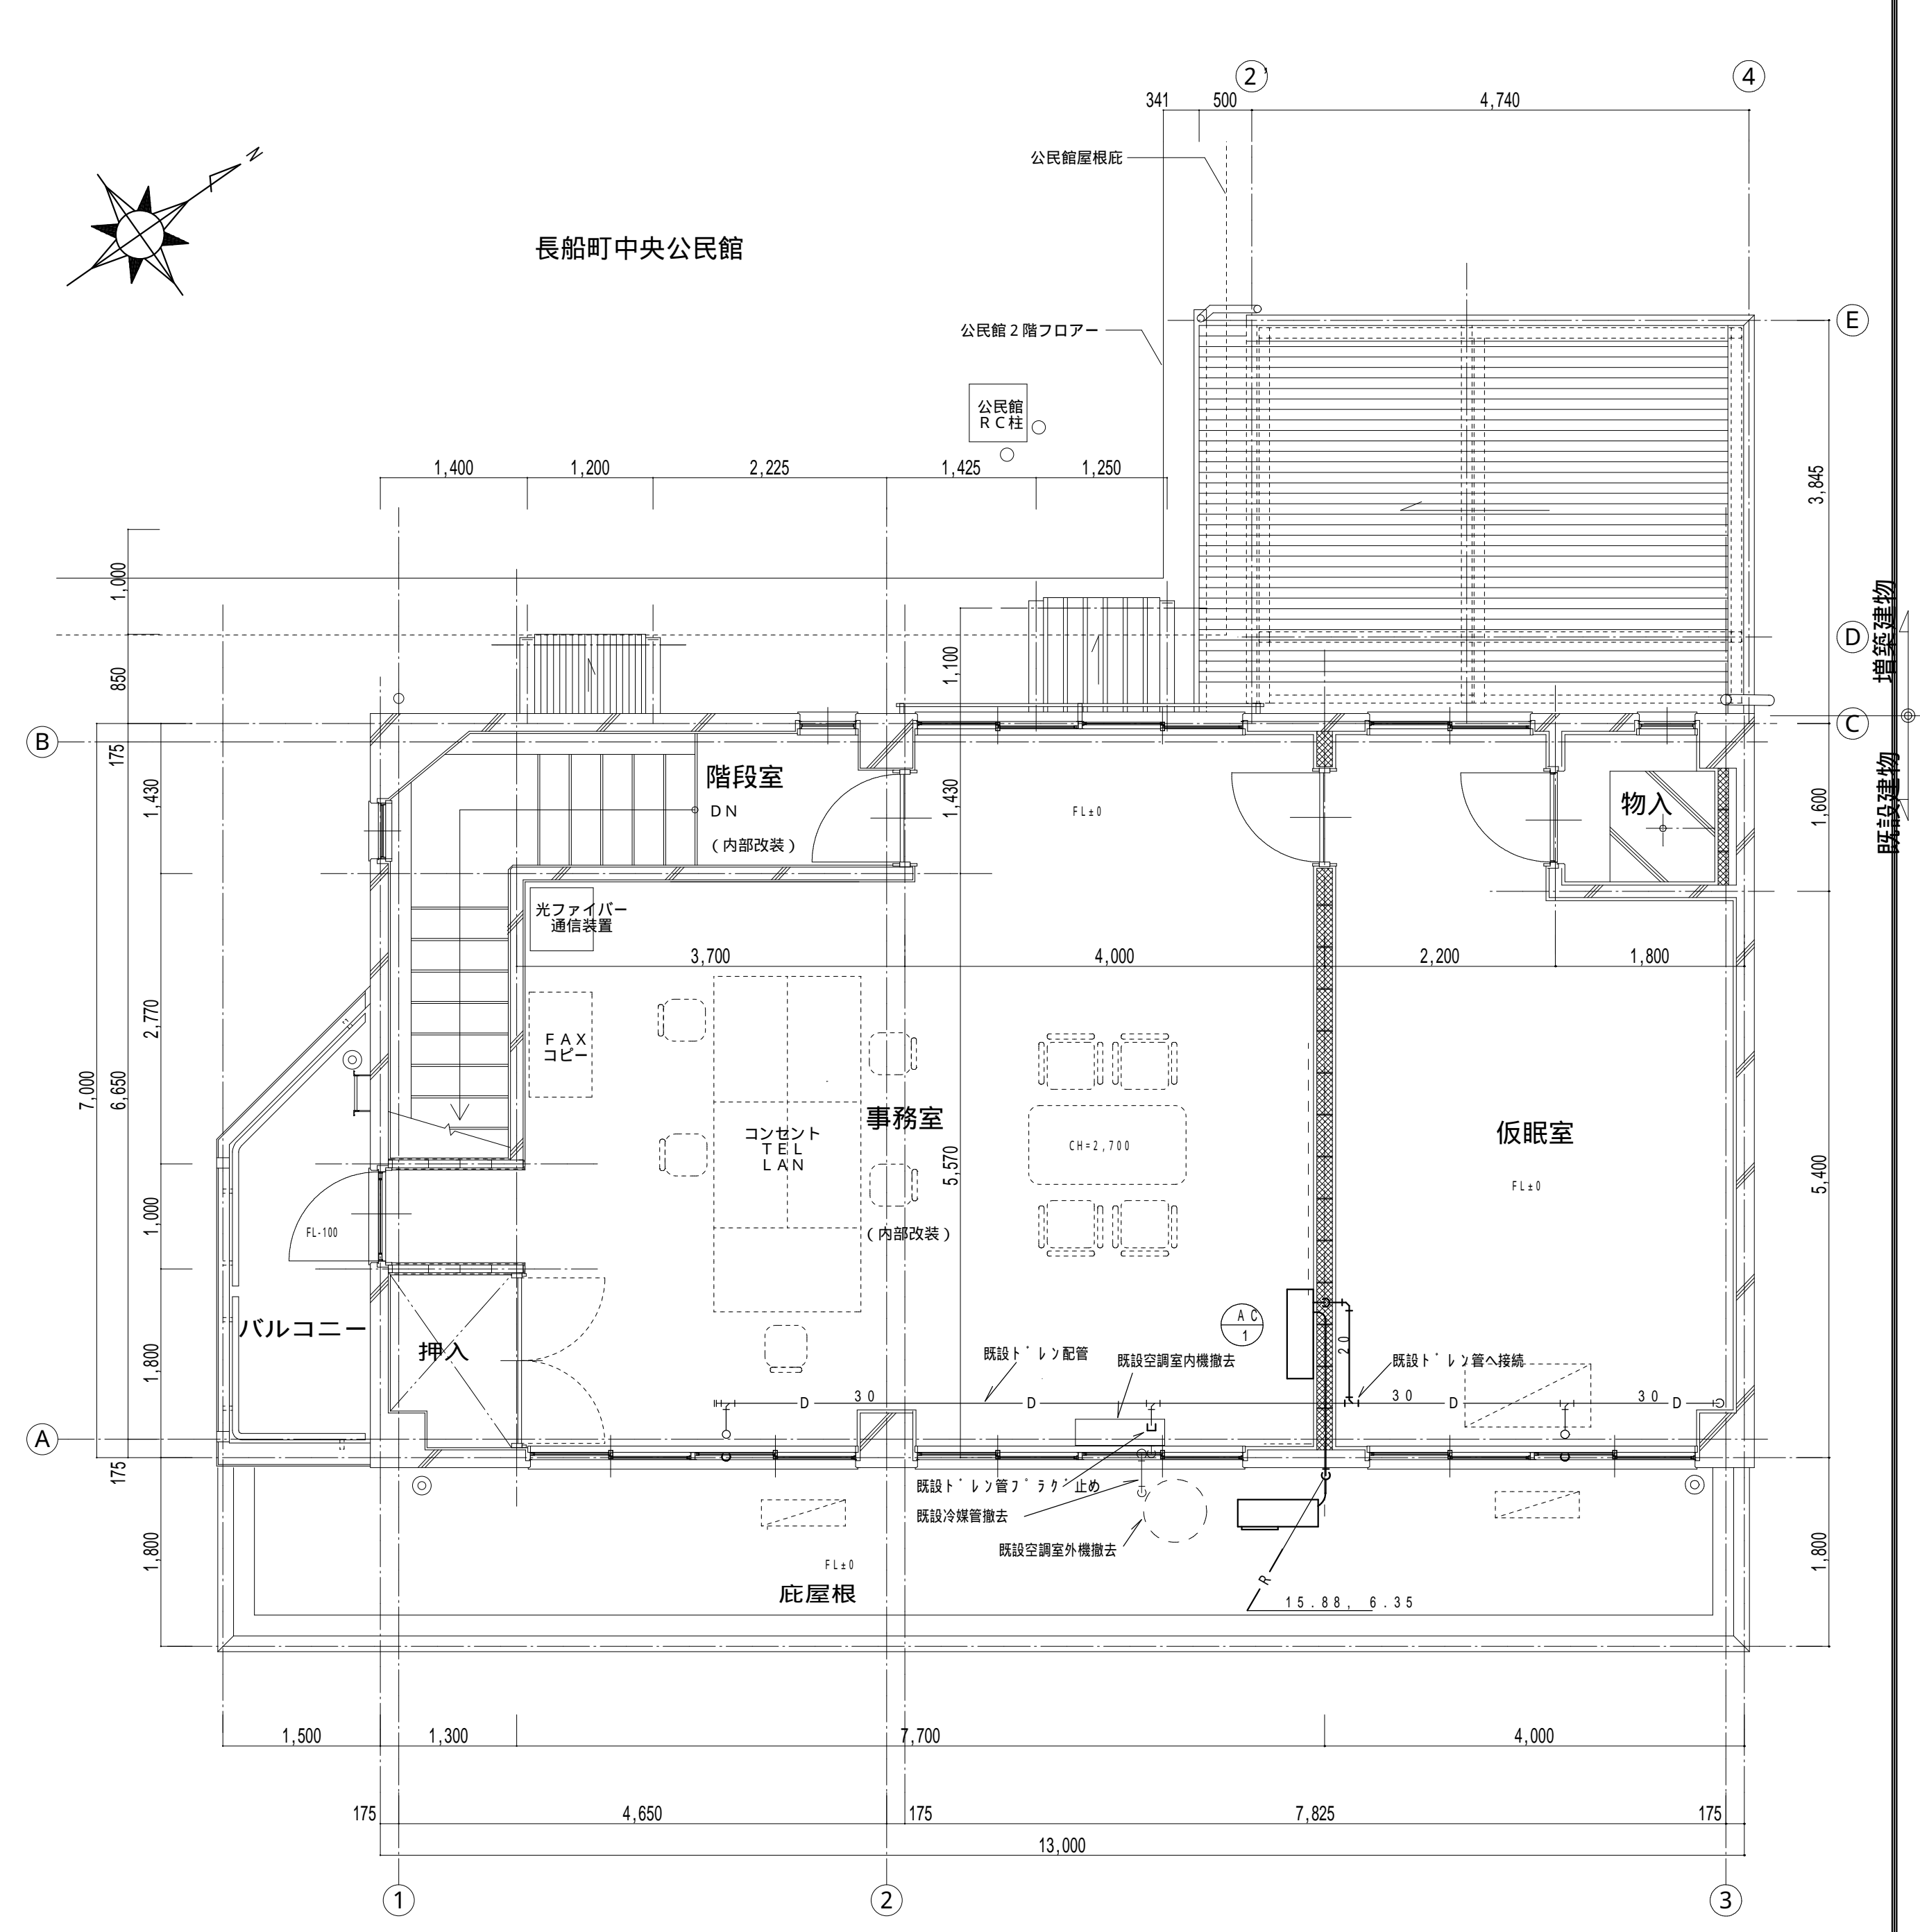 2'
4
341
500
4,740
公民館屋根庇
N
長船町中央公民館
E
公民館２階フロアー
公民館
ＲＣ柱
1,400
1,200
2,225
1,425
1,250
3,845
1,000
850
1,100
D
増築建物
C
B
175
1,430
階段室
DN
(内部改装)
1,430
FL±0
物入
1,600
既設建物
光ファイバー
通信装置
3,700
4,000
2,200
1,800
2,770
7,000
6,650
ＦＡＸ
コピー
コンセント
ＴＥＬ
ＬＡＮ
事務室
CH=2,700
仮眠室
FL±0
5,570
5,400
1,000
FL-100
(内部改装)
バルコニー
押入
1,800
AC
1
20
既設ﾄﾞﾚﾝ配管
既設空調室内機撤去
既設ﾄﾞﾚﾝ管へ接続
D
30
D
30
D
30
D
A
175
既設ﾄﾞﾚﾝ管ﾌﾟﾗｸﾞ止め
既設冷媒管撤去
既設空調室外機撤去
1,800
1,800
FL±0
庇屋根
R
15.88, 6.35
1,500
1,300
7,700
4,000
175
4,650
175
7,825
175
13,000
1
2
3